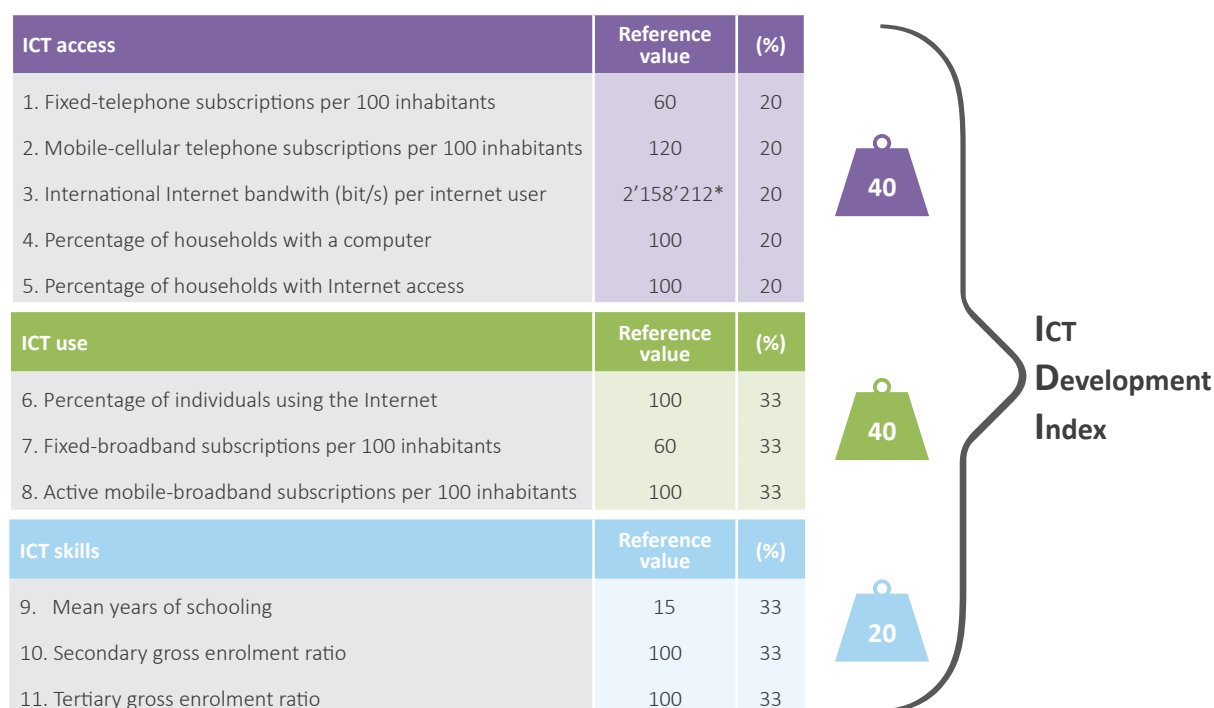 ICT access Reference value (%)
1. Fixed-telephone subscriptions per 100 inhabitants 60 20
2. Mobile-cellular telephone subscriptions per 100 inhabitants 120 20
3. International Internet bandwith (bit/s) per internet user 2’158’212* 20
4. Percentage of households with a computer 100 20
5. Percentage of households with Internet access 100 20
40
ICT use Reference value (%)
6. Percentage of individuals using the Internet 100 33
7. Fixed-broadband subscriptions per 100 inhabitants 60 33
8. Active mobile-broadband subscriptions per 100 inhabitants 100 33
40
ICT skills Reference value (%)
9. Mean years of schooling 15 33
10. Secondary gross enrolment ratio 100 33
11. Tertiary gross enrolment ratio 100 33
20
ICT
Development
Index